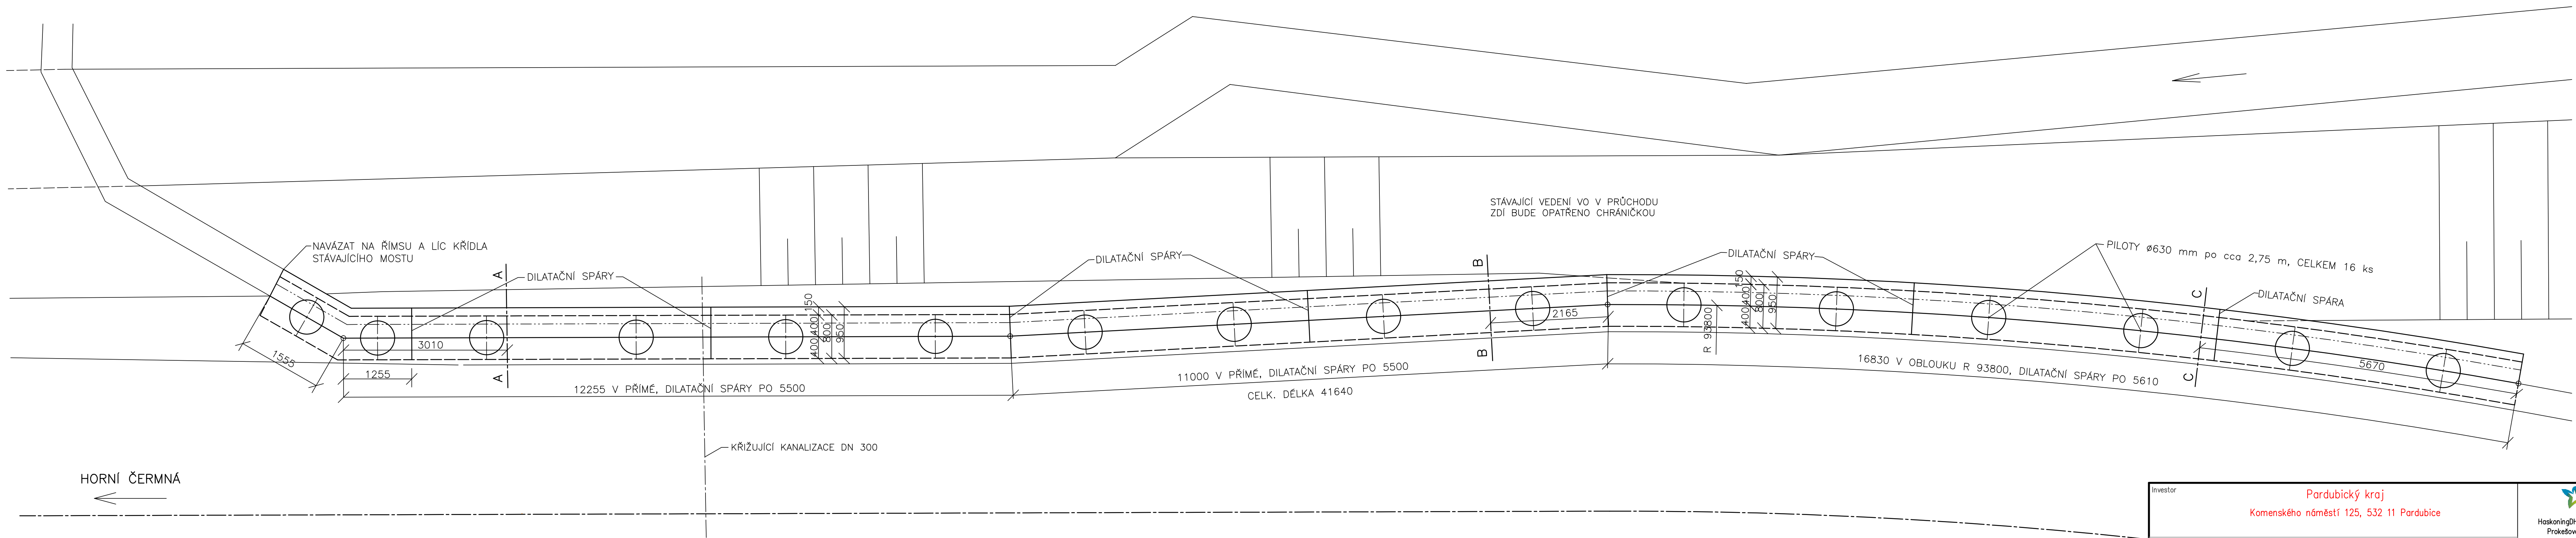 STÁVAJÍCÍ VEDENÍ VO V PRŮCHODU
ZDÍ BUDE OPATŘENO CHRÁNIČKOU
NAVÁZAT NA ŘÍMSU A LÍC KŘÍDLA
STÁVAJÍCÍHO MOSTU
A
DILATAČNÍ SPÁRY
DILATAČNÍ SPÁRY
B
DILATAČNÍ SPÁRY
PILOTY ø630 mm po cca 2,75 m, CELKEM 16 ks
C
DILATAČNÍ SPÁRA
150
400
400
800
950
150
400
400
800
950
R 93800
2165
3010
1555
1255
A
B
C
5670
12255 V PŘÍMÉ, DILATAČNÍ SPÁRY PO 5500
11000 V PŘÍMÉ, DILATAČNÍ SPÁRY PO 5500
16830 V OBLOUKU R 93800, DILATAČNÍ SPÁRY PO 5610
CELK. DÉLKA 41640
KŘIŽUJÍCÍ KANALIZACE DN 300
HORNÍ ČERMNÁ
Investor
Pardubický kraj
Komenského náměstí 125, 532 11 Pardubice